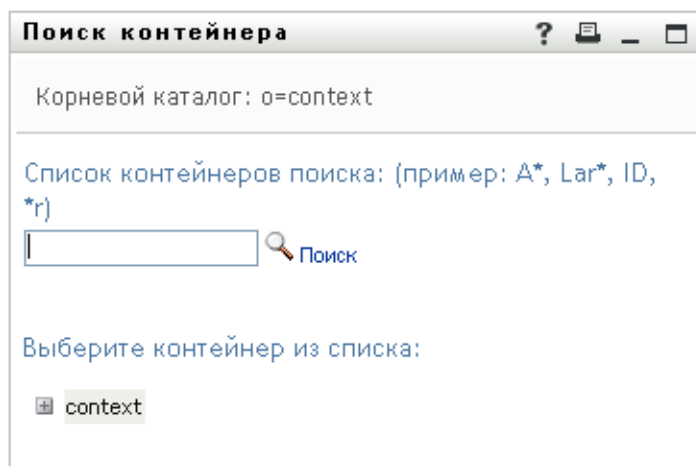 Поиск контейнера ?
Корневой каталог: o=context
Список контейнеров поиска: (пример: A*, Lar*, ID,
*r)
Поиск
Выберите контейнер из списка:
context